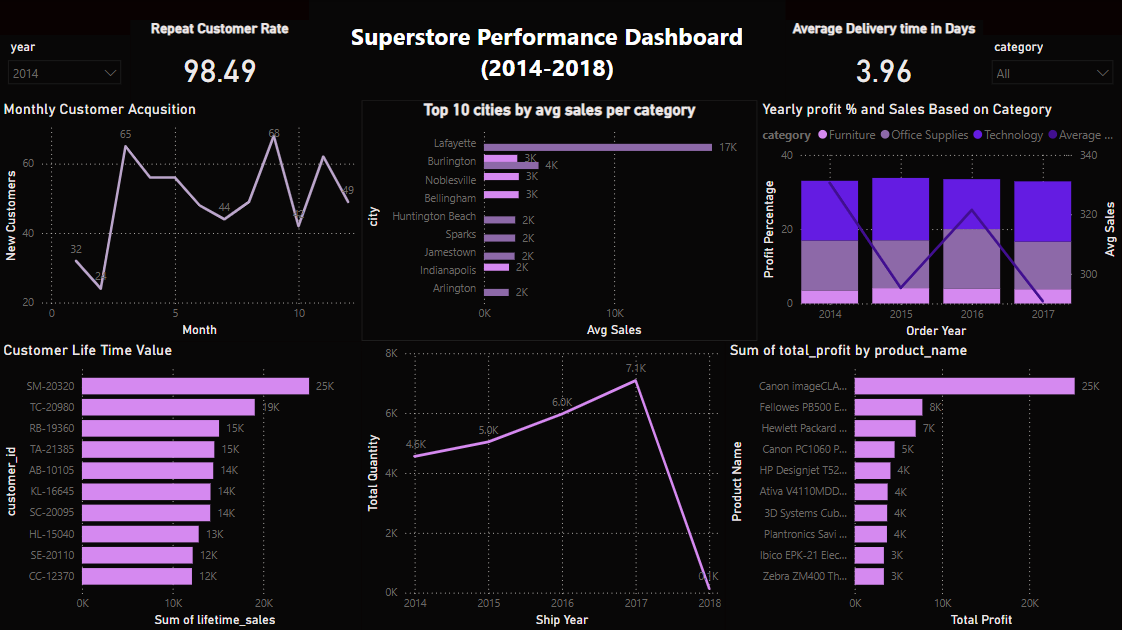 Repeat Customer Rate
98.49
Superstore Performance Dashboard
(2014-2018)
Average Delivery time in Days
3.96
year
2014
category
All
Monthly Customer Acqusition
New Customers
60
40
20
65
32
44
68
49
0
5
10
Month
Top 10 cities by avg sales per category
city
Lafayette
17K
Burlington
3K
4K
Noblesville
3K
Bellingham
3K
Huntington Beach
2K
Sparks
2K
Jamestown
2K
Indianapolis
2K
Arlington
2K
0K
10K
Avg Sales
Yearly profit % and Sales Based on Category
category Furniture Office Supplies Technology Average ...
Profit Percentage
40
20
0
340
320
300
Avg Sales
2014
2015
2016
2017
Order Year
Customer Life Time Value
customer_id
SM-20320
25K
TC-20980
19K
RB-19360
15K
TA-21385
15K
AB-10105
14K
KL-16645
14K
SC-20095
14K
HL-15040
13K
SE-20110
12K
CC-12370
12K
0K
10K
20K
Sum of lifetime_sales
Total Quantity
8K
6K
4K
2K
0K
4.6K
5.0K
6.0K
7.1K
0.1K
2014
2015
2016
2017
2018
Ship Year
Sum of total_profit by product_name
Product Name
Canon imageCLA...
25K
Fellowes PB500 E...
8K
Hewlett Packard ...
7K
Canon PC1060 P...
5K
HP Designjet T52...
4K
Ativa V4110MDD...
4K
3D Systems Cub...
4K
Plantronics Savi ...
4K
Ibico EPK-21 Elec...
3K
Zebra ZM400 Th...
3K
0K
10K
20K
Total Profit